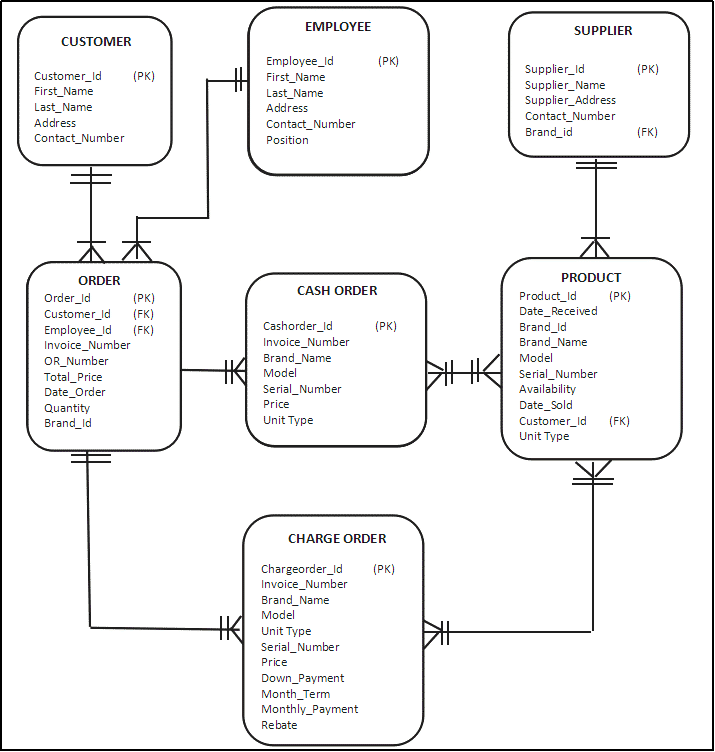 CUSTOMER
Customer_Id (PK)
First_Name
Last_Name
Address
Contact_Number
EMPLOYEE
Employee_Id (PK)
First_Name
Last_Name
Address
Contact_Number
Position
SUPPLIER
Supplier_Id (PK)
Supplier_Name
Supplier_Address
Contact_Number
Brand_id (FK)
ORDER
Order_Id (PK)
Customer_Id (FK)
Employee_Id (FK)
Invoice_Number
OR_Number
Total_Price
Date_Order
Quantity
Brand_Id
CASH ORDER
Cashorder_Id (PK)
Invoice_Number
Brand_Name
Model
Serial_Number
Price
Unit Type
PRODUCT
Product_Id (PK)
Date_Received
Brand_Id
Brand_Name
Model
Serial_Number
Availability
Date_Sold
Customer_Id (FK)
Unit Type
CHARGE ORDER
Chargeorder_Id (PK)
Invoice_Number
Brand_Name
Model
Unit Type
Serial_Number
Price
Down_Payment
Month_Term
Monthly_Payment
Rebate